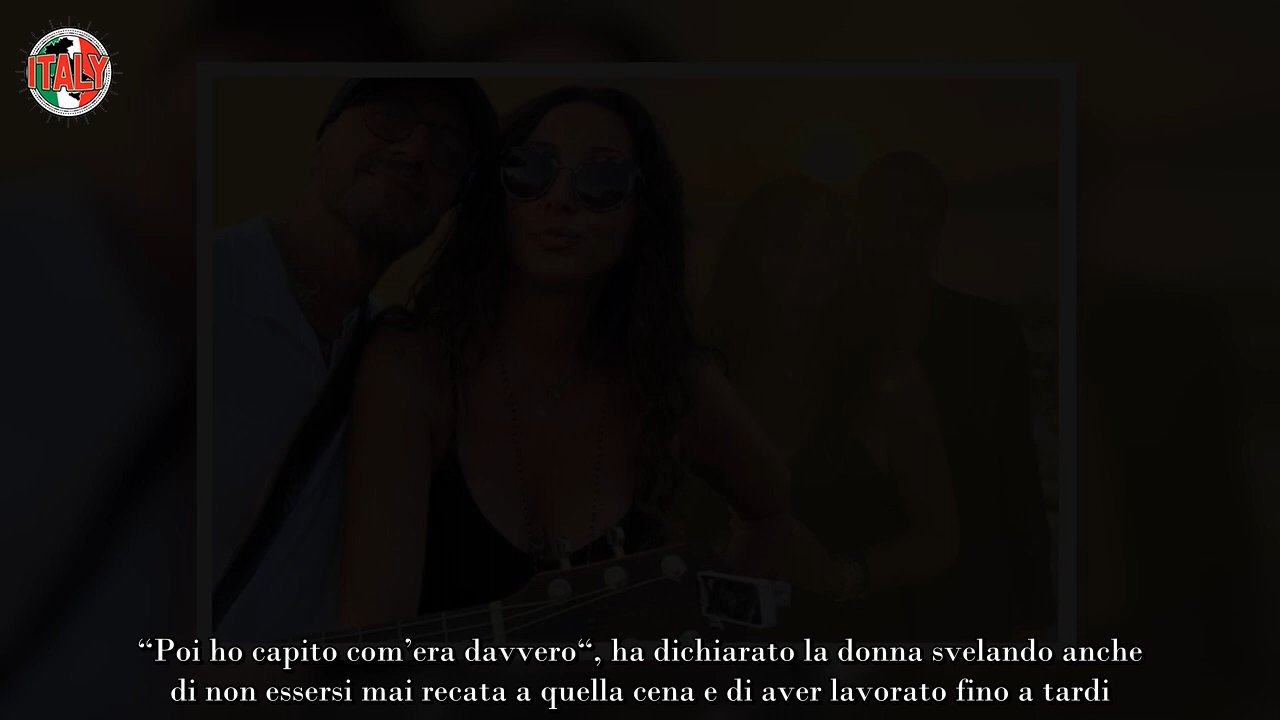 ITALY
“Poi ho capito com’era davvero“, ha dichiarato la donna svelando anche
di non essersi mai recata a quella cena e di aver lavorato fino a tardi